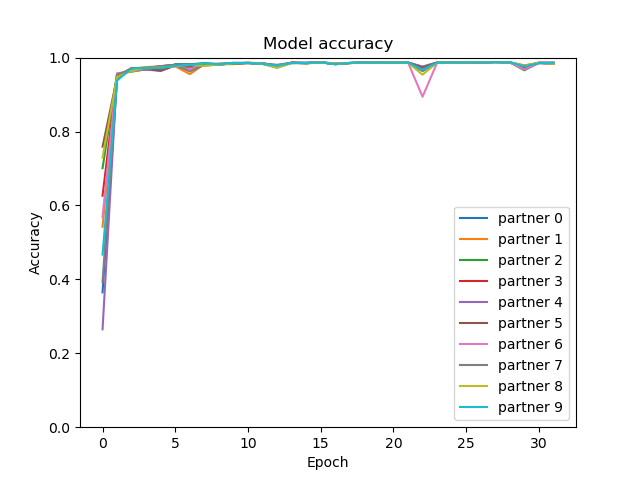 Model accuracy
1.0
0.8
0.6
0.4
0.2
0.0
Accuracy
0 5 10 15 20 25 30
Epoch
partner 0
partner 1
partner 2
partner 3
partner 4
partner 5
partner 6
partner 7
partner 8
partner 9